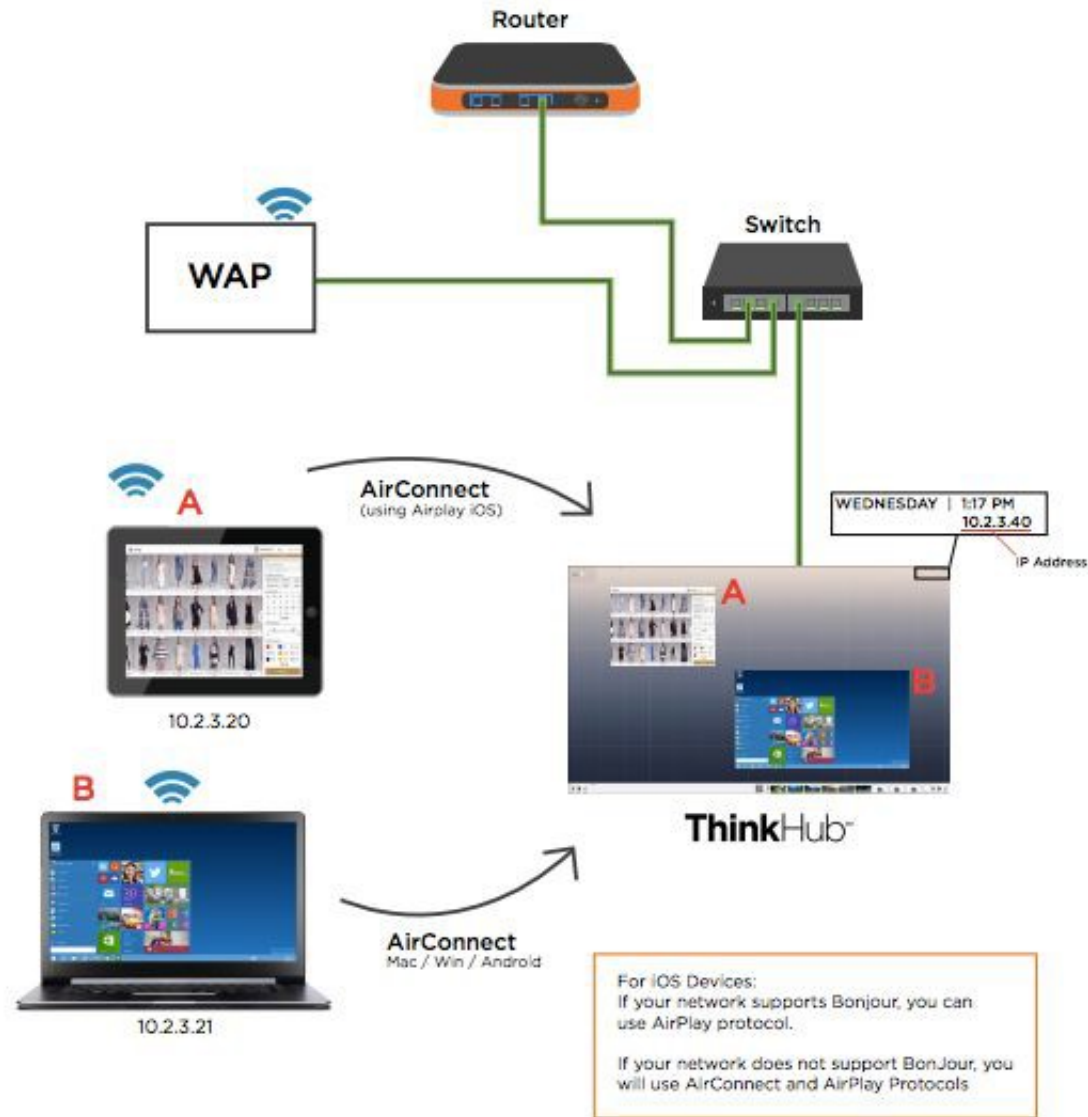 Router
WAP
Switch
A
AirConnect
(using Airplay iOS)
WEDNESDAY | 1:17 PM
10.2.3.40
IP Address
A
B
10.2.3.20
B
ThinkHub
AirConnect
Mac / Win / Android
10.2.3.21
For iOS Devices:
If your network supports Bonjour, you can
use AirPlay protocol.
If your network does not support BonJour, you
will use AirConnect and AirPlay Protocols